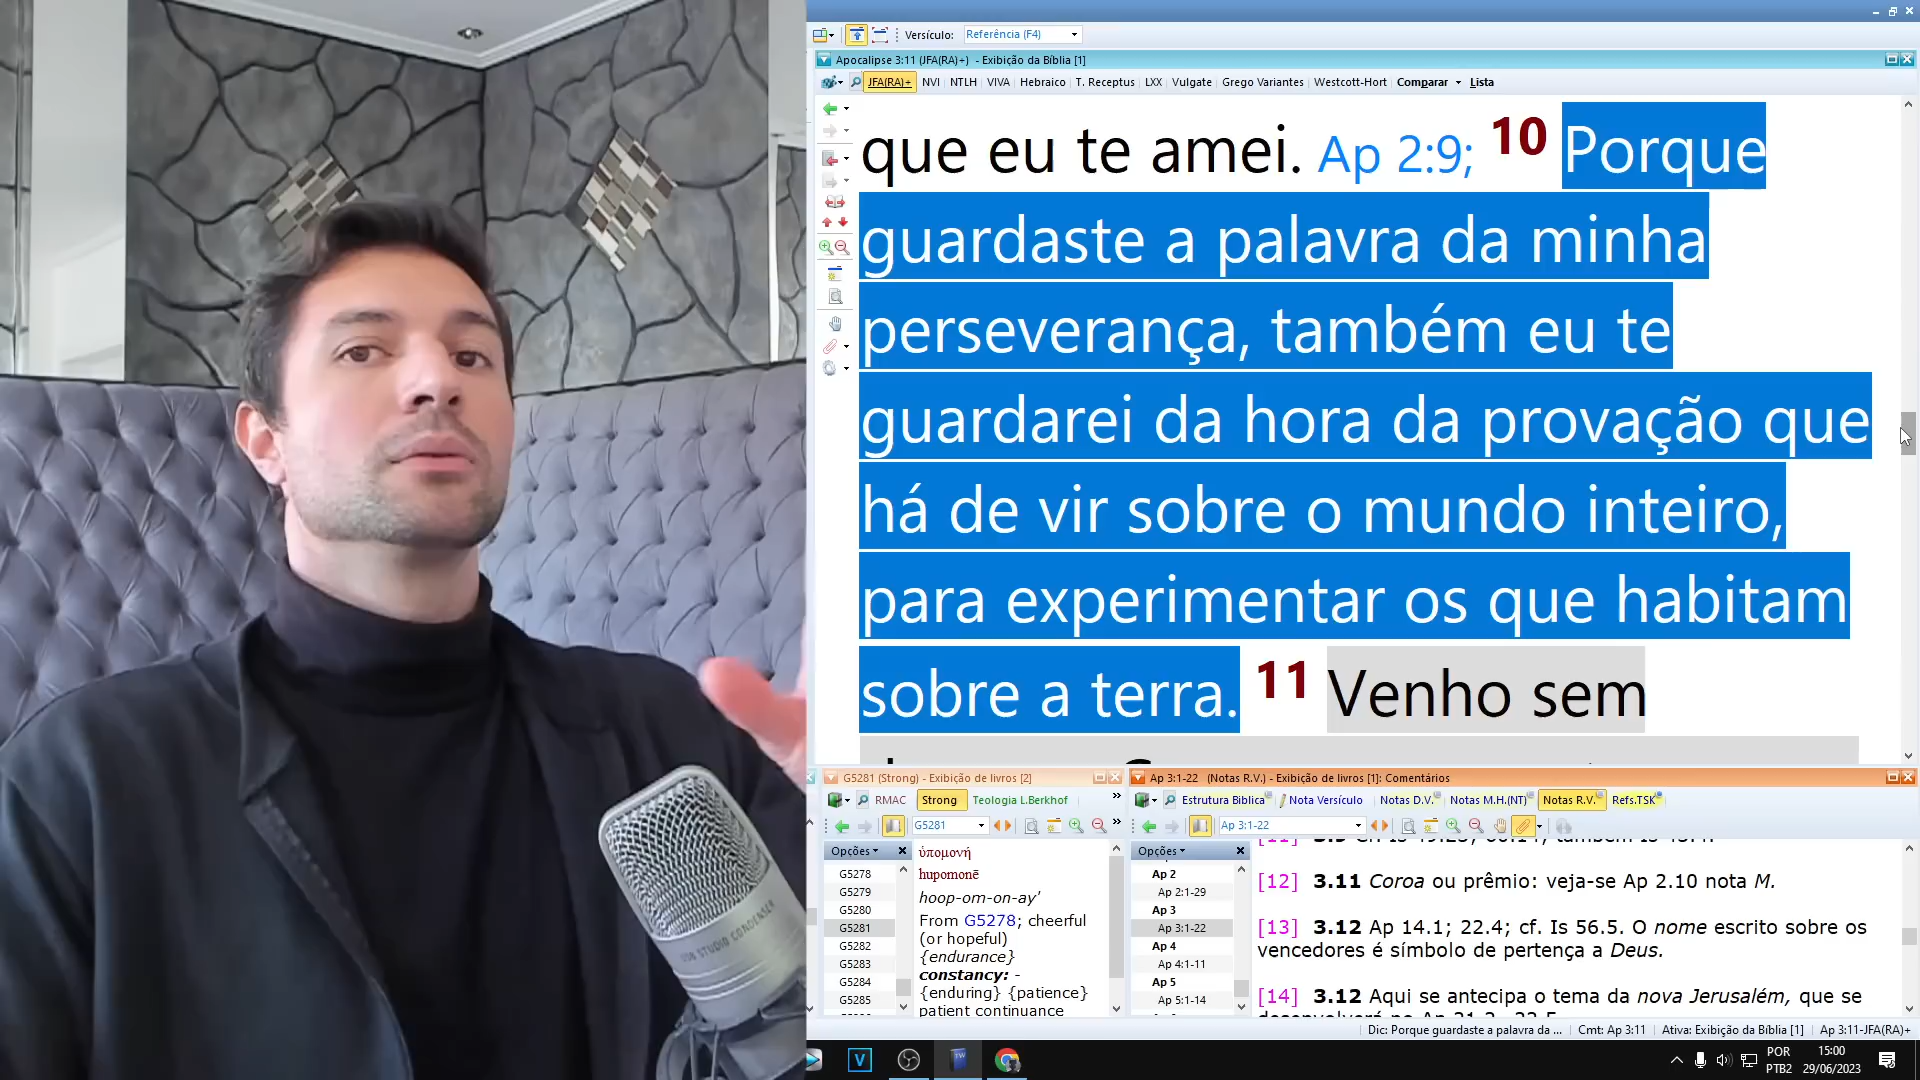 Versículo: Referência (F4)
Apocalipse 3:11 (JFA(RA)+) - Exibição da Bíblia [1]
JFA(RA)+ NVI NTLH VIVA Hebraico T. Receptus LXX Vulgate Grego Variantes Westcott-Hort Comparar Lista
que eu te amei. Ap 2:9; 10 Porque
guardaste a palavra da minha
perseverança, também eu te
guardarei da hora da provação que
há de vir sobre o mundo inteiro,
para experimentar os que habitam
sobre a terra. 11 Venho sem
G5281 (Strong) - Exibição de livros [2]
RMAC Strong Teologia L.Berkhof »
G5281 »
Opções
G5278
G5279
G5280
G5281
G5282
G5283
G5284
G5285
ὑπομονή
hupomonē
hoop-om-on-ay'
From G5278; cheerful
(or hopeful)
{endurance}
constancy: -
{enduring} {patience}
patient continuance
Ap 3:1-22 (Notas R.V.) - Exibição de livros [1]: Comentários
Estrutura Biblica Nota Versículo Notas D.V. Notas M.H.(NT) Notas R.V. Refs.TSK
Ap 3:1-22
Opções
Ap 2
Ap 2:1-29
Ap 3
Ap 3:1-22
Ap 4
Ap 4:1-11
Ap 5
Ap 5:1-14
[12] 3.11 Coroa ou prêmio: veja-se Ap 2.10 nota M.
[13] 3.12 Ap 14.1; 22.4; cf. Is 56.5. O nome escrito sobre os
vencedores é símbolo de pertença a Deus.
[14] 3.12 Aqui se antecipa o tema da nova Jerusalém, que se
Dic: Porque guardaste a palavra da ... Cmt: Ap 3:11 Ativa: Exibição da Bíblia [1] Ap 3:11-JFA(RA)+
V TW
POR
PTB2
15:00
29/06/2023
USB STUDIO CONDENSER